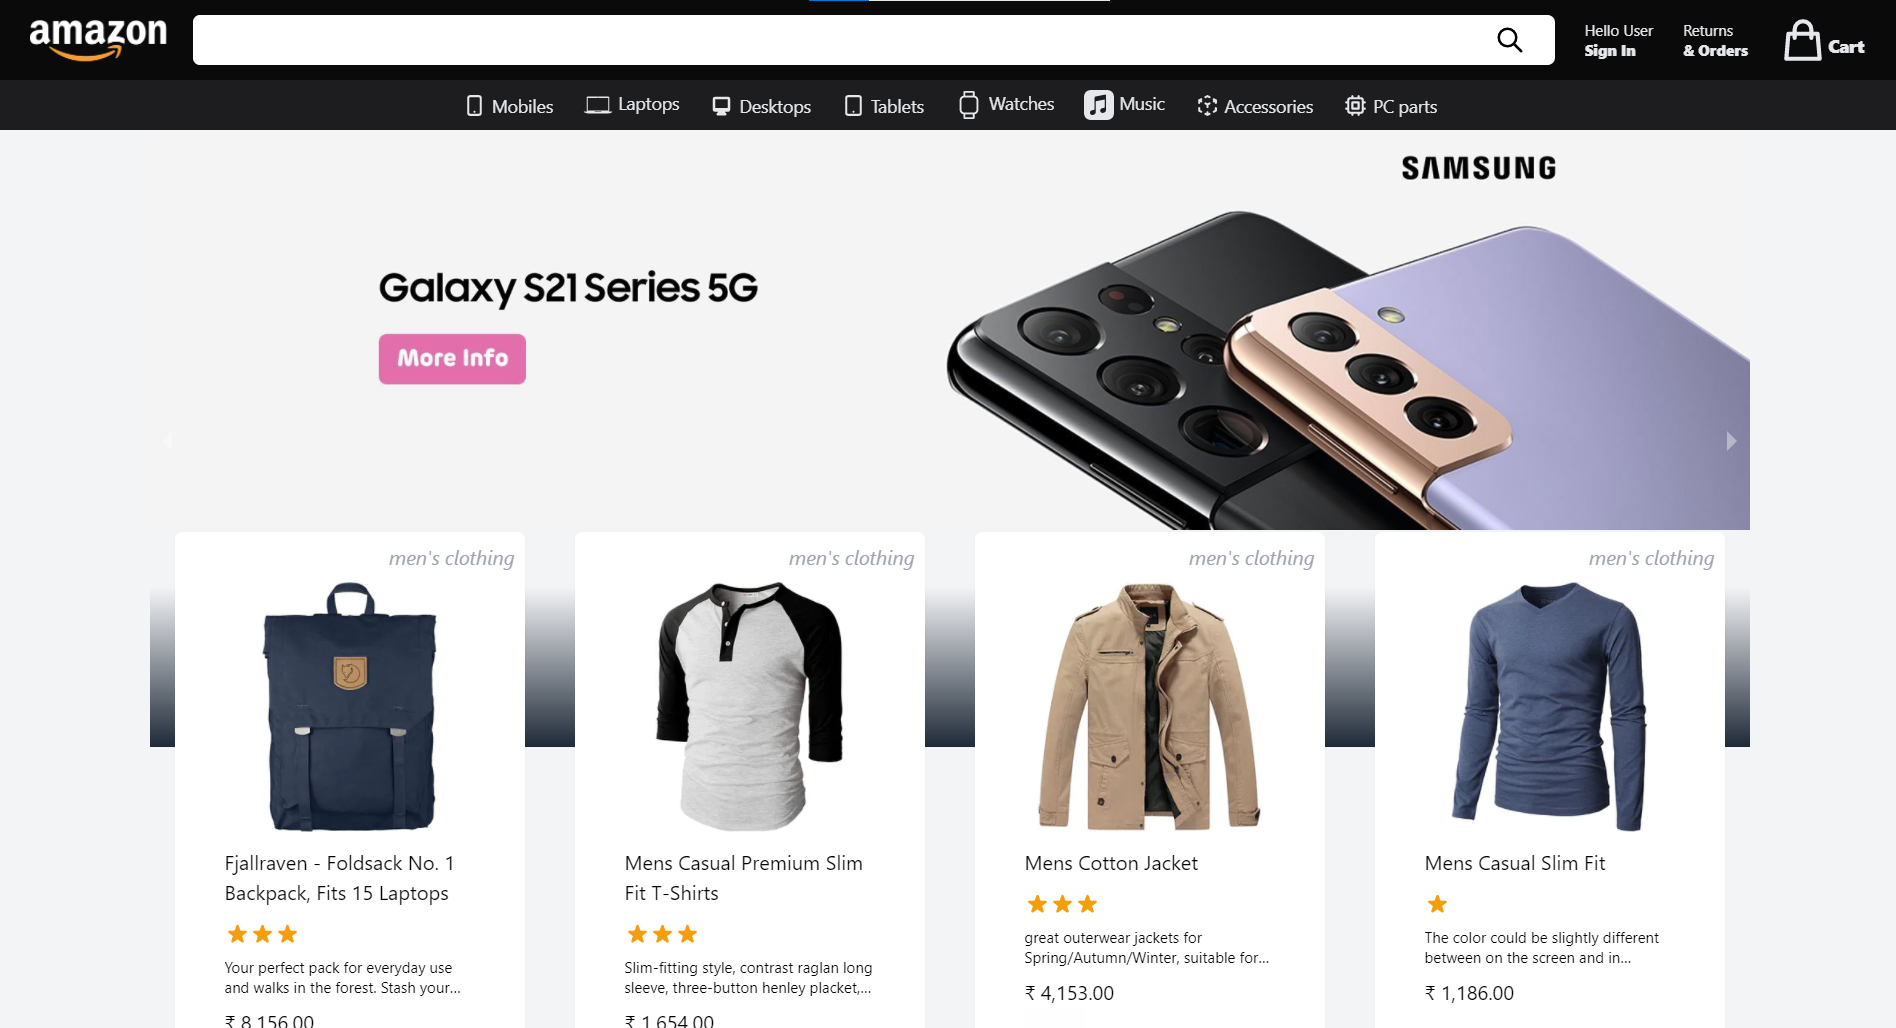 amazon
Hello User
Sign In
Returns
& Orders
Cart
Mobiles
Laptops
Desktops
Tablets
Watches
Music
Accessories
PC parts
SAMSUNG
Galaxy S21 Series 5G
More Info
men's clothing
Fjallraven - Foldsack No. 1
Backpack, Fits 15 Laptops
Your perfect pack for everyday use
and walks in the forest. Stash your...
₹ 8,156.00
men's clothing
Mens Casual Premium Slim
Fit T-Shirts
Slim-fitting style, contrast raglan long
sleeve, three-button henley placket,...
₹ 1,654.00
men's clothing
Mens Cotton Jacket
great outerwear jackets for
Spring/Autumn/Winter, suitable for...
₹ 4,153.00
men's clothing
Mens Casual Slim Fit
The color could be slightly different
between on the screen and in...
₹ 1,186.00